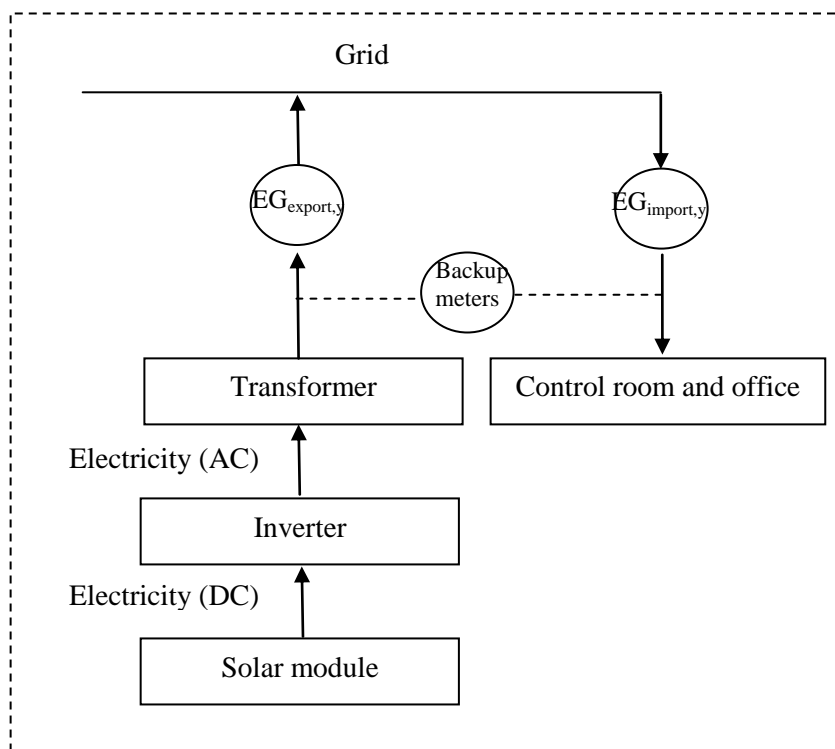 Grid
EGexport,y
EGimport,y
Backup
meters
Transformer
Control room and office
Electricity (AC)
Inverter
Electricity (DC)
Solar module